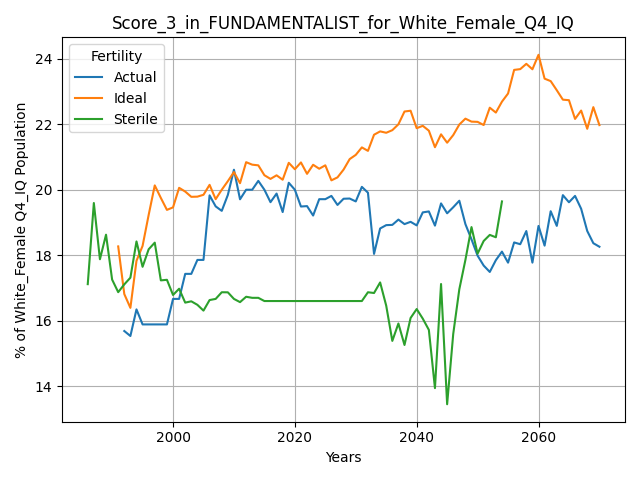 Score_3_in_FUNDAMENTALIST_for_White_Female_Q4_IQ
Fertility
Actual
Ideal
Sterile
% of White_Female Q4_IQ Population
24
22
20
18
16
14
2000
2020
2040
2060
Years